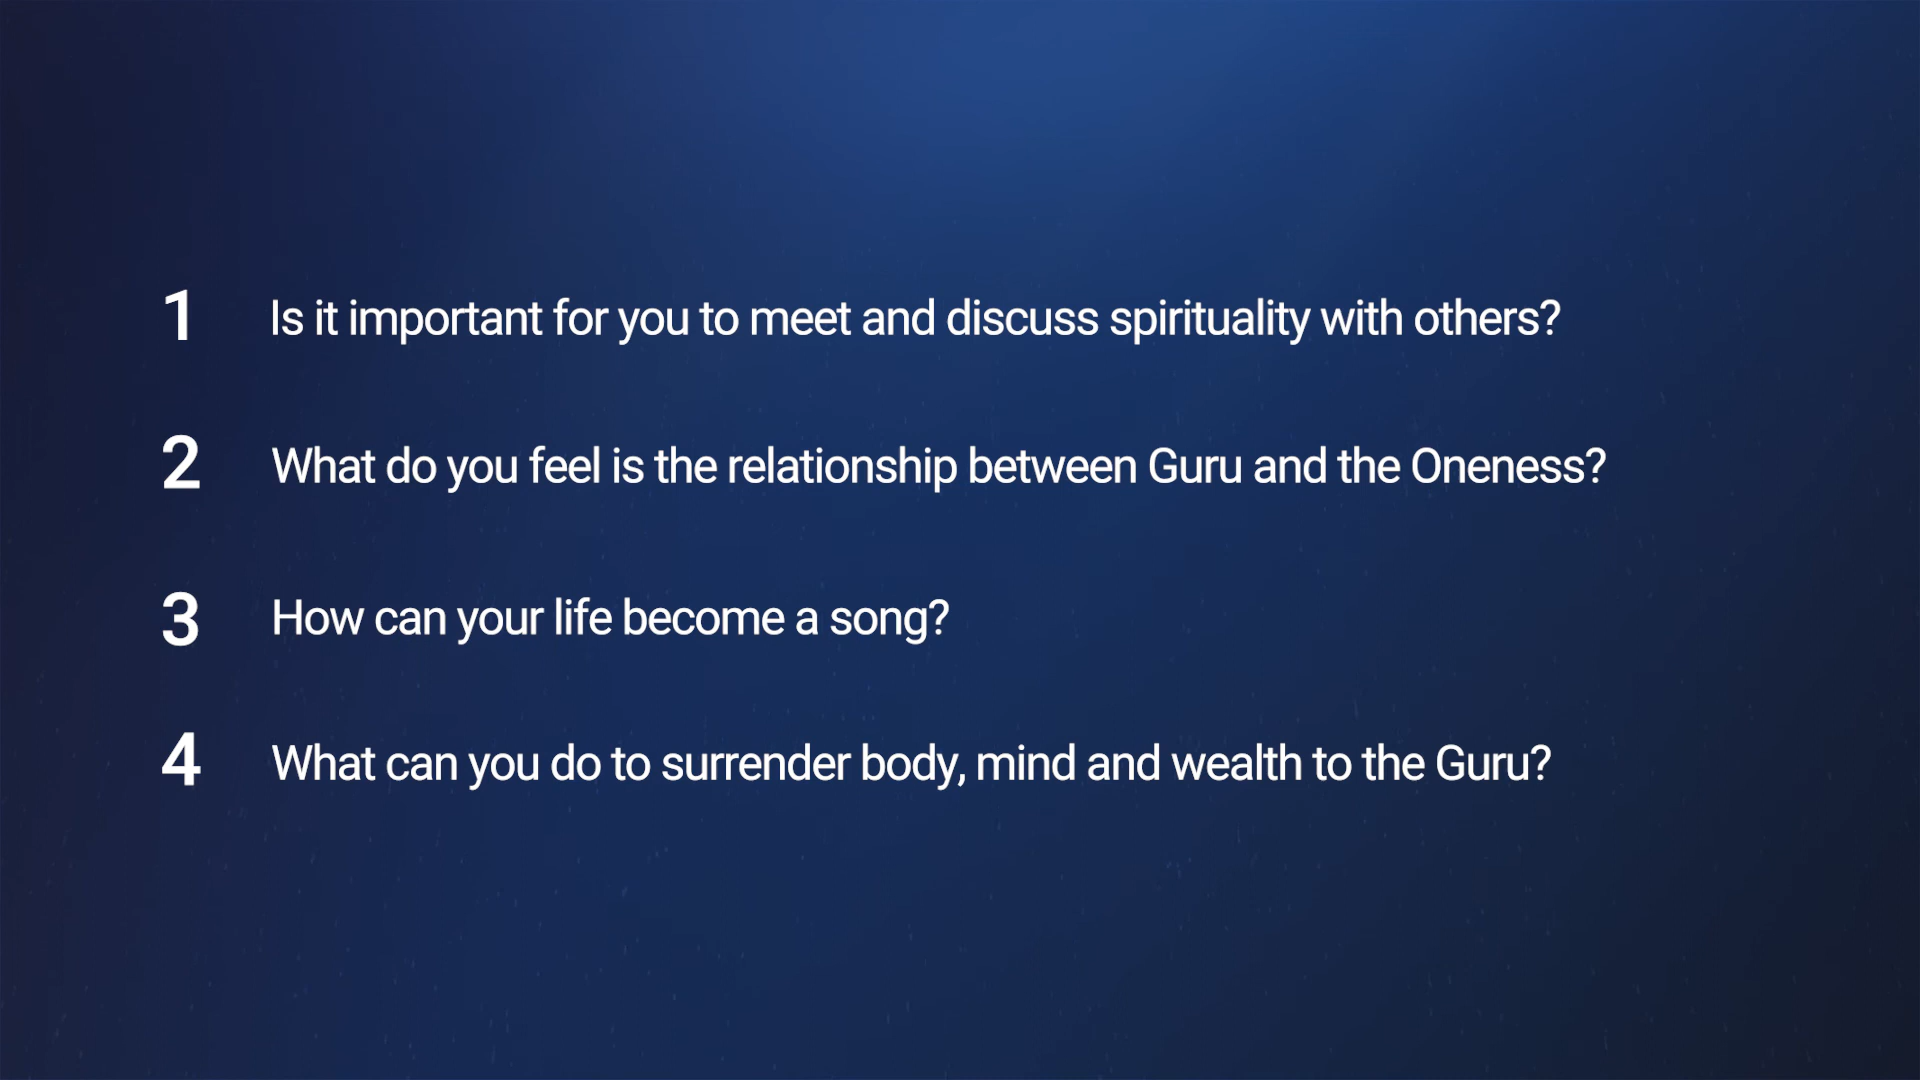 1 Is it important for you to meet and discuss spirituality with others?
2 What do you feel is the relationship between Guru and the Oneness?
3 How can your life become a song?
4 What can you do to surrender body, mind and wealth to the Guru?